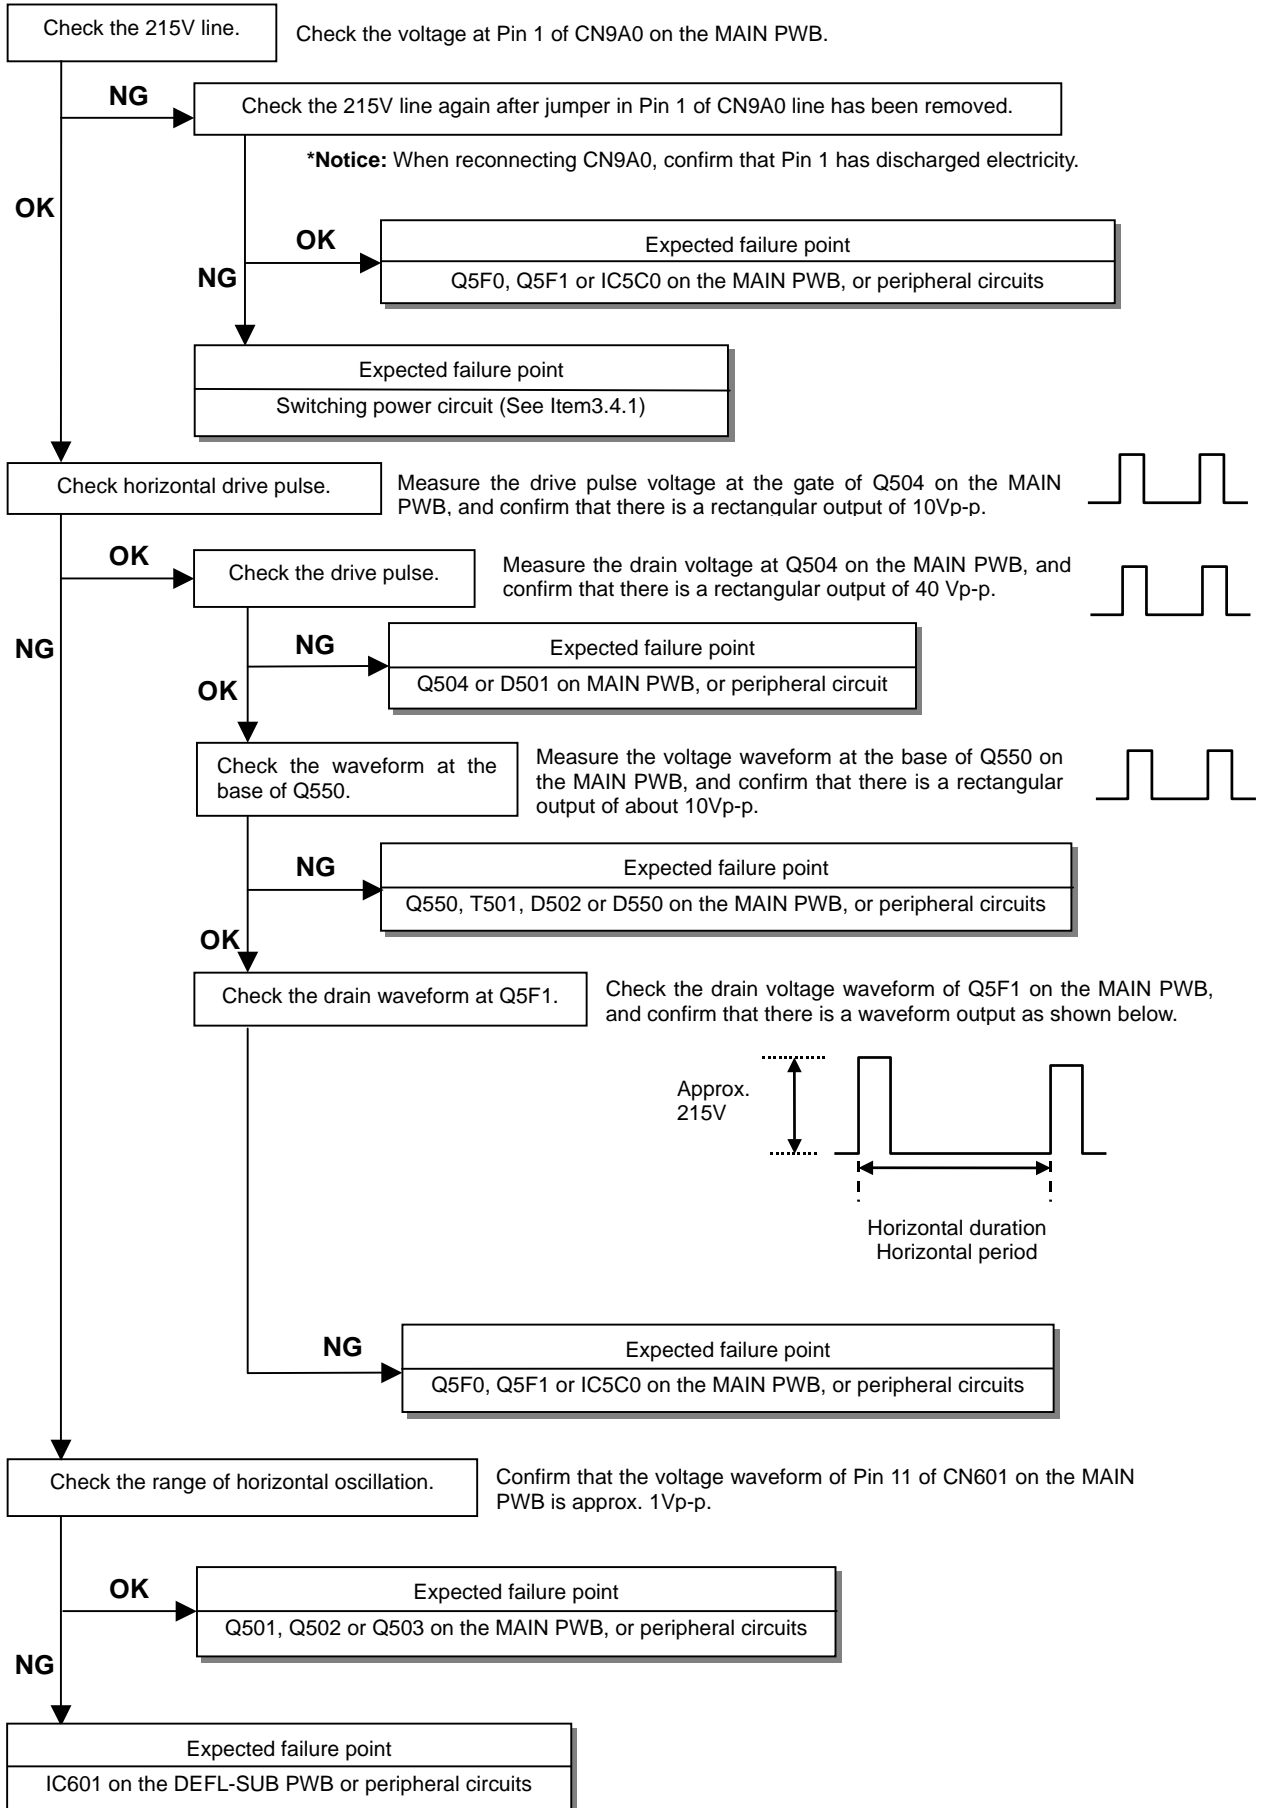 Check the 215V line.
Check the voltage at Pin 1 of CN9A0 on the MAIN PWB.
NG
Check the 215V line again after jumper in Pin 1 of CN9A0 line has been removed.
*Notice: When reconnecting CN9A0, confirm that Pin 1 has discharged electricity.
OK
OK
Expected failure point
Q5F0, Q5F1 or IC5C0 on the MAIN PWB, or peripheral circuits
NG
Expected failure point
Switching power circuit (See Item3.4.1)
Check horizontal drive pulse.
Measure the drive pulse voltage at the gate of Q504 on the MAIN
PWB, and confirm that there is a rectangular output of 10Vp-p.
OK
Check the drive pulse.
Measure the drain voltage at Q504 on the MAIN PWB, and
confirm that there is a rectangular output of 40 Vp-p.
NG
NG
Expected failure point
Q504 or D501 on MAIN PWB, or peripheral circuit
OK
Check the waveform at the
base of Q550.
Measure the voltage waveform at the base of Q550 on
the MAIN PWB, and confirm that there is a rectangular
output of about 10Vp-p.
NG
Expected failure point
Q550, T501, D502 or D550 on the MAIN PWB, or peripheral circuits
OK
Check the drain waveform at Q5F1.
Check the drain voltage waveform of Q5F1 on the MAIN PWB,
and confirm that there is a waveform output as shown below.
Approx.
215V
Horizontal duration
Horizontal period
NG
Expected failure point
Q5F0, Q5F1 or IC5C0 on the MAIN PWB, or peripheral circuits
Check the range of horizontal oscillation.
Confirm that the voltage waveform of Pin 11 of CN601 on the MAIN
PWB is approx. 1Vp-p.
OK
Expected failure point
Q501, Q502 or Q503 on the MAIN PWB, or peripheral circuits
NG
Expected failure point
IC601 on the DEFL-SUB PWB or peripheral circuits